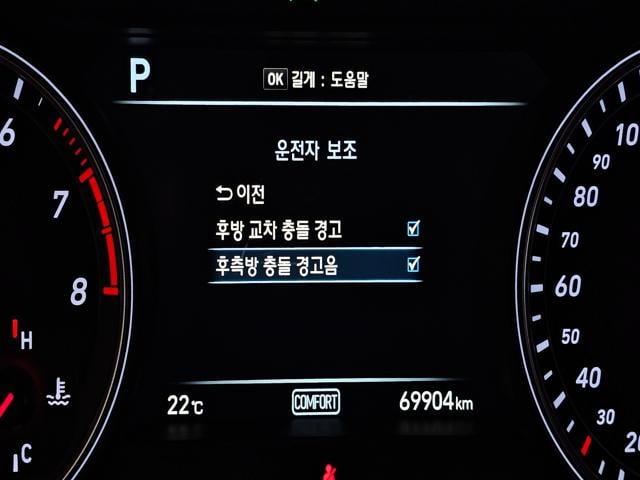 P
OK 길게 : 도움말
운전자 보조
이전
후방 교차 충돌 경고
후측방 충돌 경고음
22℃ COMFORT 69904 km
6
7
8
H
C
100
90
80
70
60
50
40
30
20